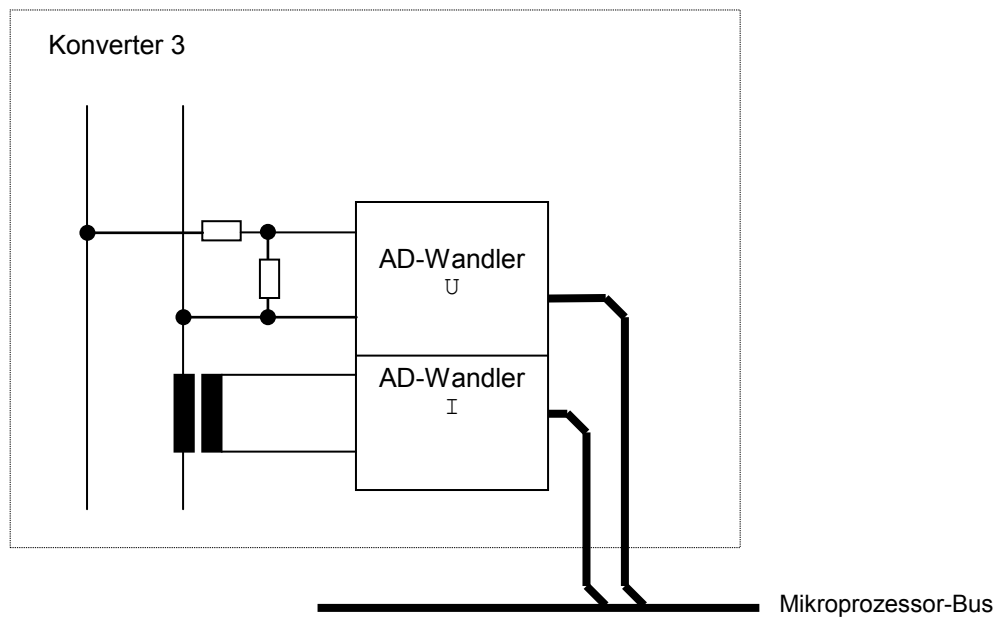 Konverter 3
AD-Wandler
U
AD-Wandler
I
Mikroprozessor-Bus